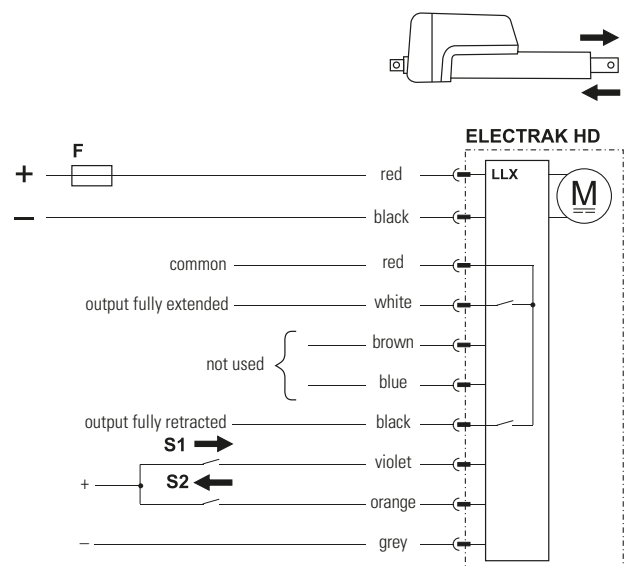 ELECTRAK HD
F
+ red LLX
M
− black
common red
output fully extended white
brown
not used
blue
output fully retracted black
S1
violet
+ S2
orange
− grey